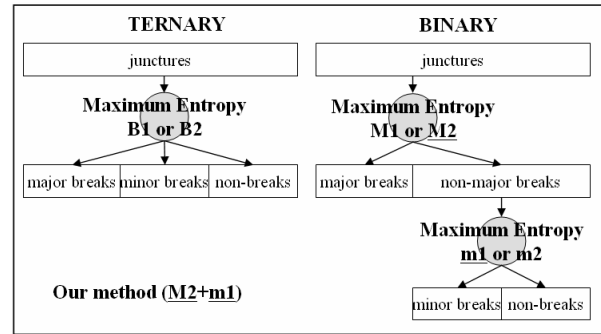 TERNARY
junctures
Maximum Entropy
B1 or B2
major breaks minor breaks non-breaks
Our method (M2+m1)
BINARY
junctures
Maximum Entropy
M1 or M2
major breaks non-major breaks
Maximum Entropy
m1 or m2
minor breaks non-breaks